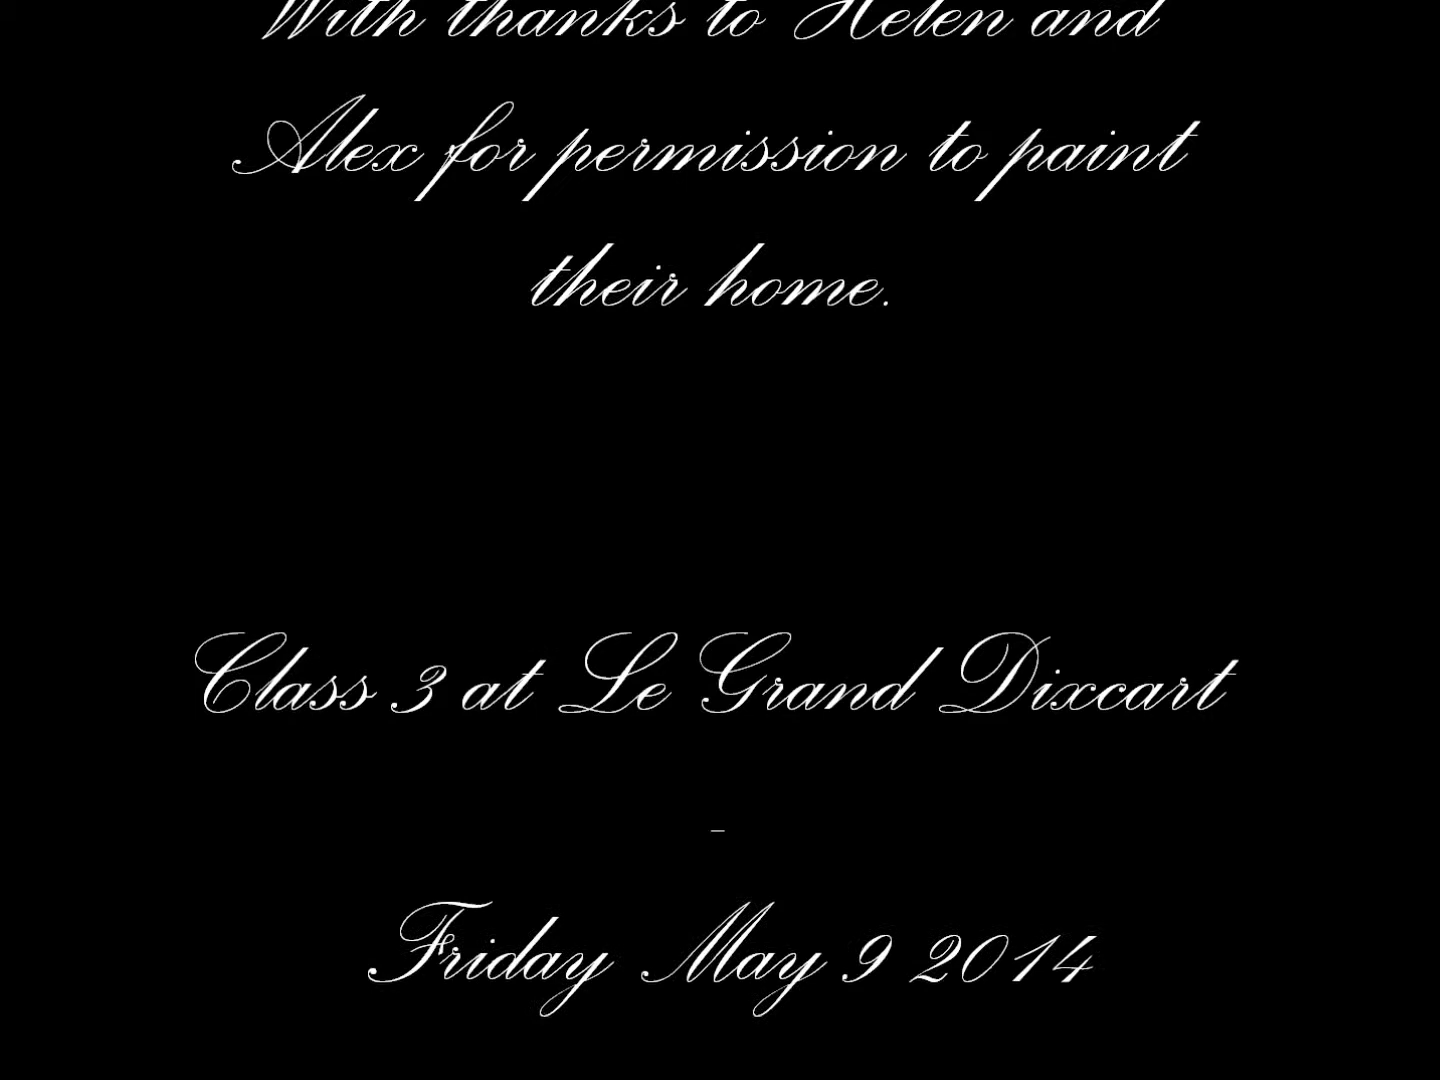 With thanks to Helen and
Alex for permission to paint
their home.
Class 3 at Le Grand Dixcart
-
Friday May 9 2014